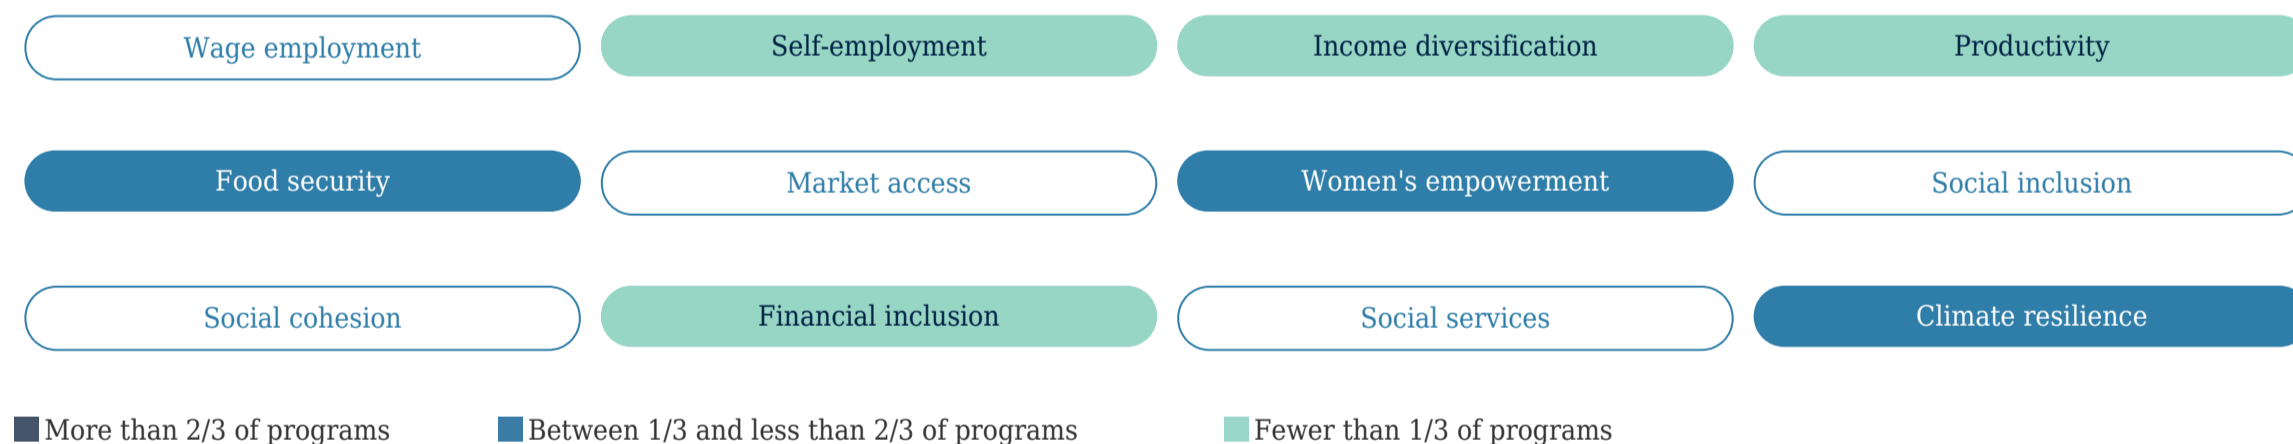 Wage employment Self-employment Income diversification Productivity
Food security Market access Women's empowerment Social inclusion
Social cohesion Financial inclusion Social services Climate resilience
More than 2/3 of programs Between 1/3 and less than 2/3 of programs Fewer than 1/3 of programs